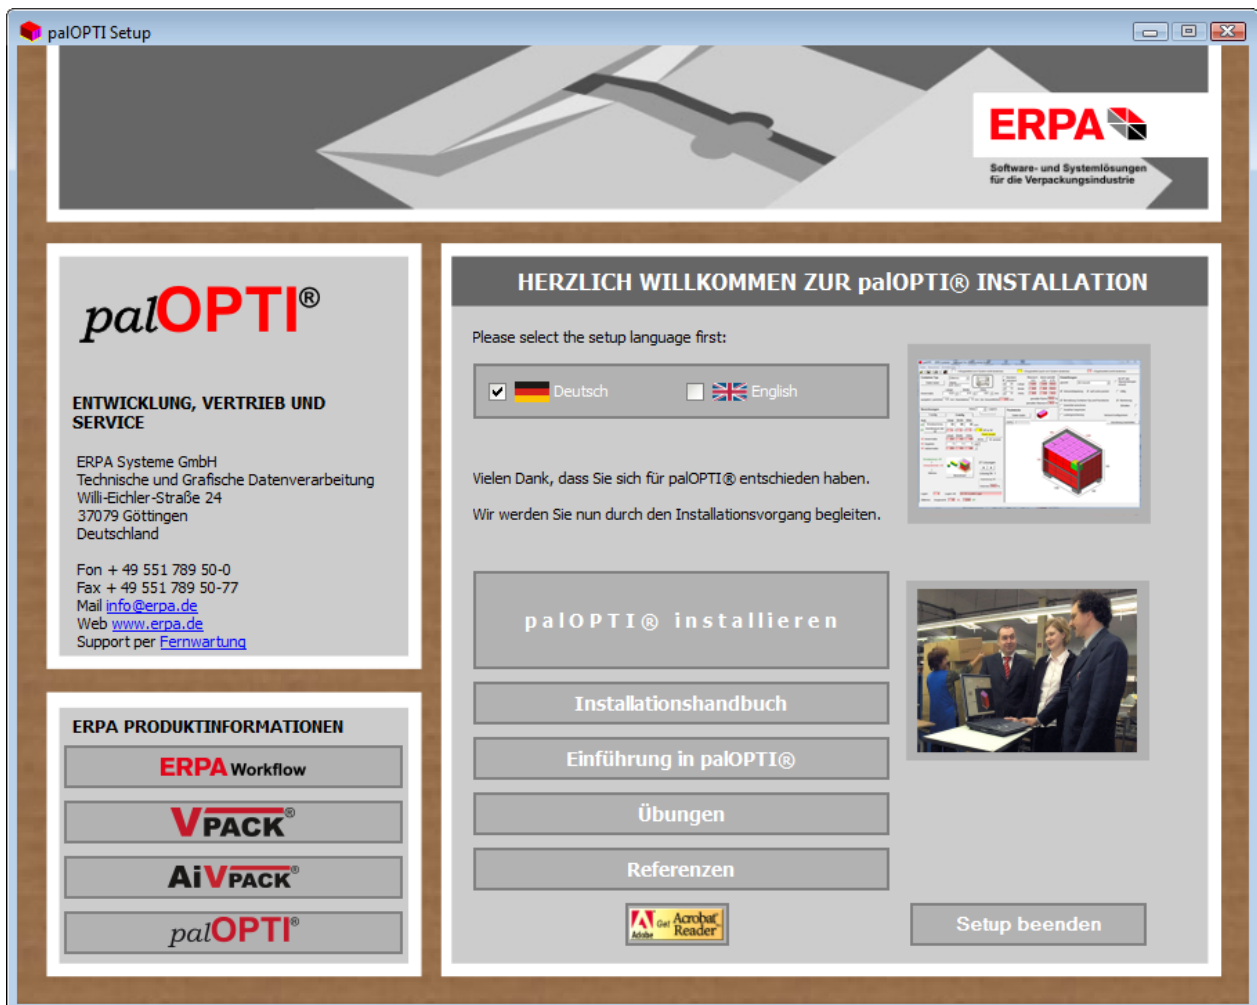 palOPTI Setup
ERPA
Software- und Systemlösungen
für die Verpackungsindustrie
palOPTI®
ENTWICKLUNG, VERTRIEB UND
SERVICE
ERPA Systeme GmbH
Technische und Grafische Datenverarbeitung
Willi-Eichler-Straße 24
37079 Göttingen
Deutschland
Fon + 49 551 789 50-0
Fax + 49 551 789 50-77
Mail info@erpa.de
Web www.erpa.de
Support per Fernwartung
ERPA PRODUKTINFORMATIONEN
ERPA Workflow
VPACK®
AiVPACK®
palOPTI®
HERZLICH WILLKOMMEN ZUR palOPTI® INSTALLATION
Please select the setup language first:
Deutsch English
Vielen Dank, dass Sie sich für palOPTI® entschieden haben.
Wir werden Sie nun durch den Installationsvorgang begleiten.
palOPTI® installieren
Installationshandbuch
Einführung in palOPTI®
Übungen
Referenzen
Adobe Get Acrobat Reader
Setup beenden